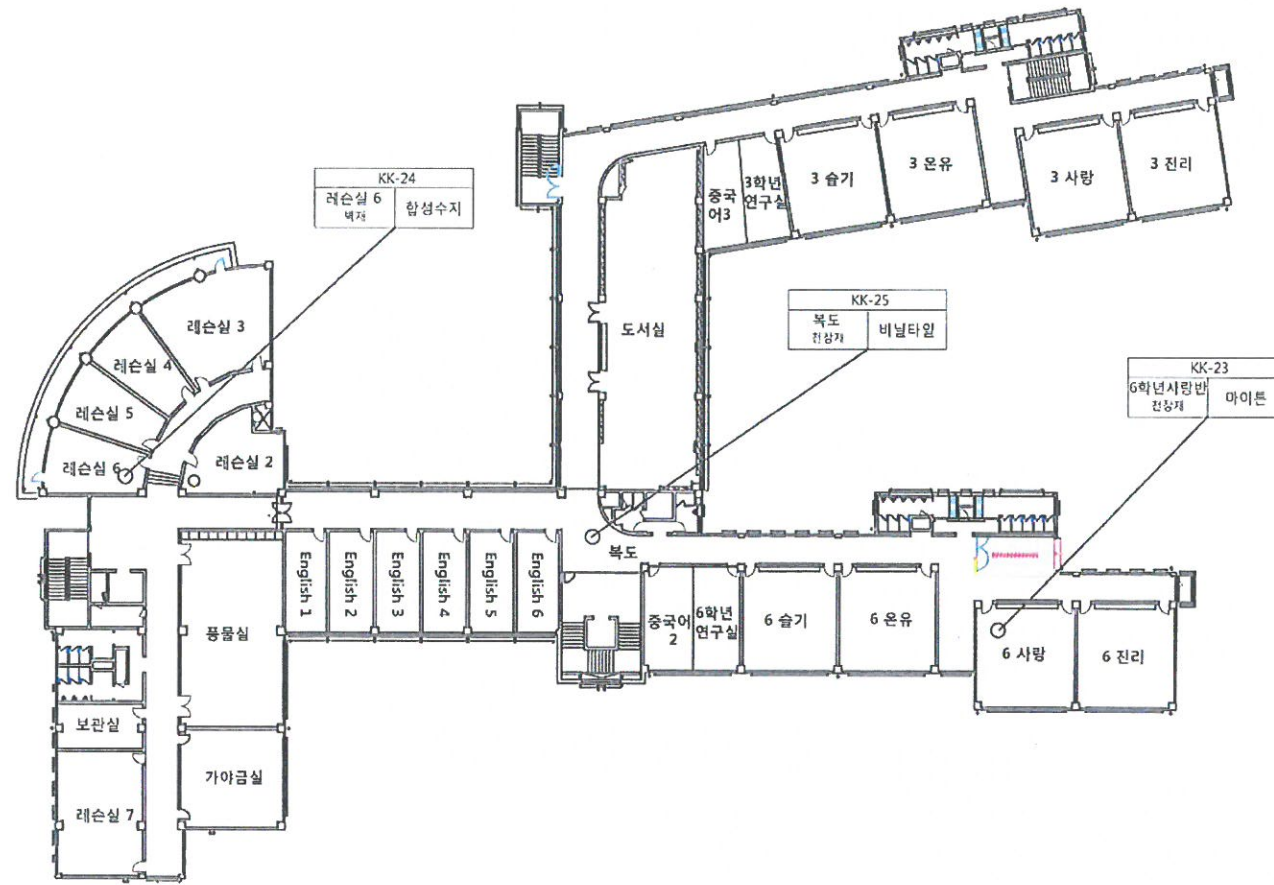 3 슬기
3 온유
3 사랑
3 진리
중국
어3
3학년
연구실
KK-24
레슨실 6
벽재
합성수지
레슨실 3
레슨실 4
레슨실 5
레슨실 6
레슨실 2
도서실
KK-25
복도
천장재
비닐타일
KK-23
6학년사랑반
천장재
마이톤
복도
English 1
English 2
English 3
English 4
English 5
English 6
중국어
2
6학년
연구실
6 슬기
6 온유
6 사랑
6 진리
풍물실
보관실
가야금실
레슨실 7